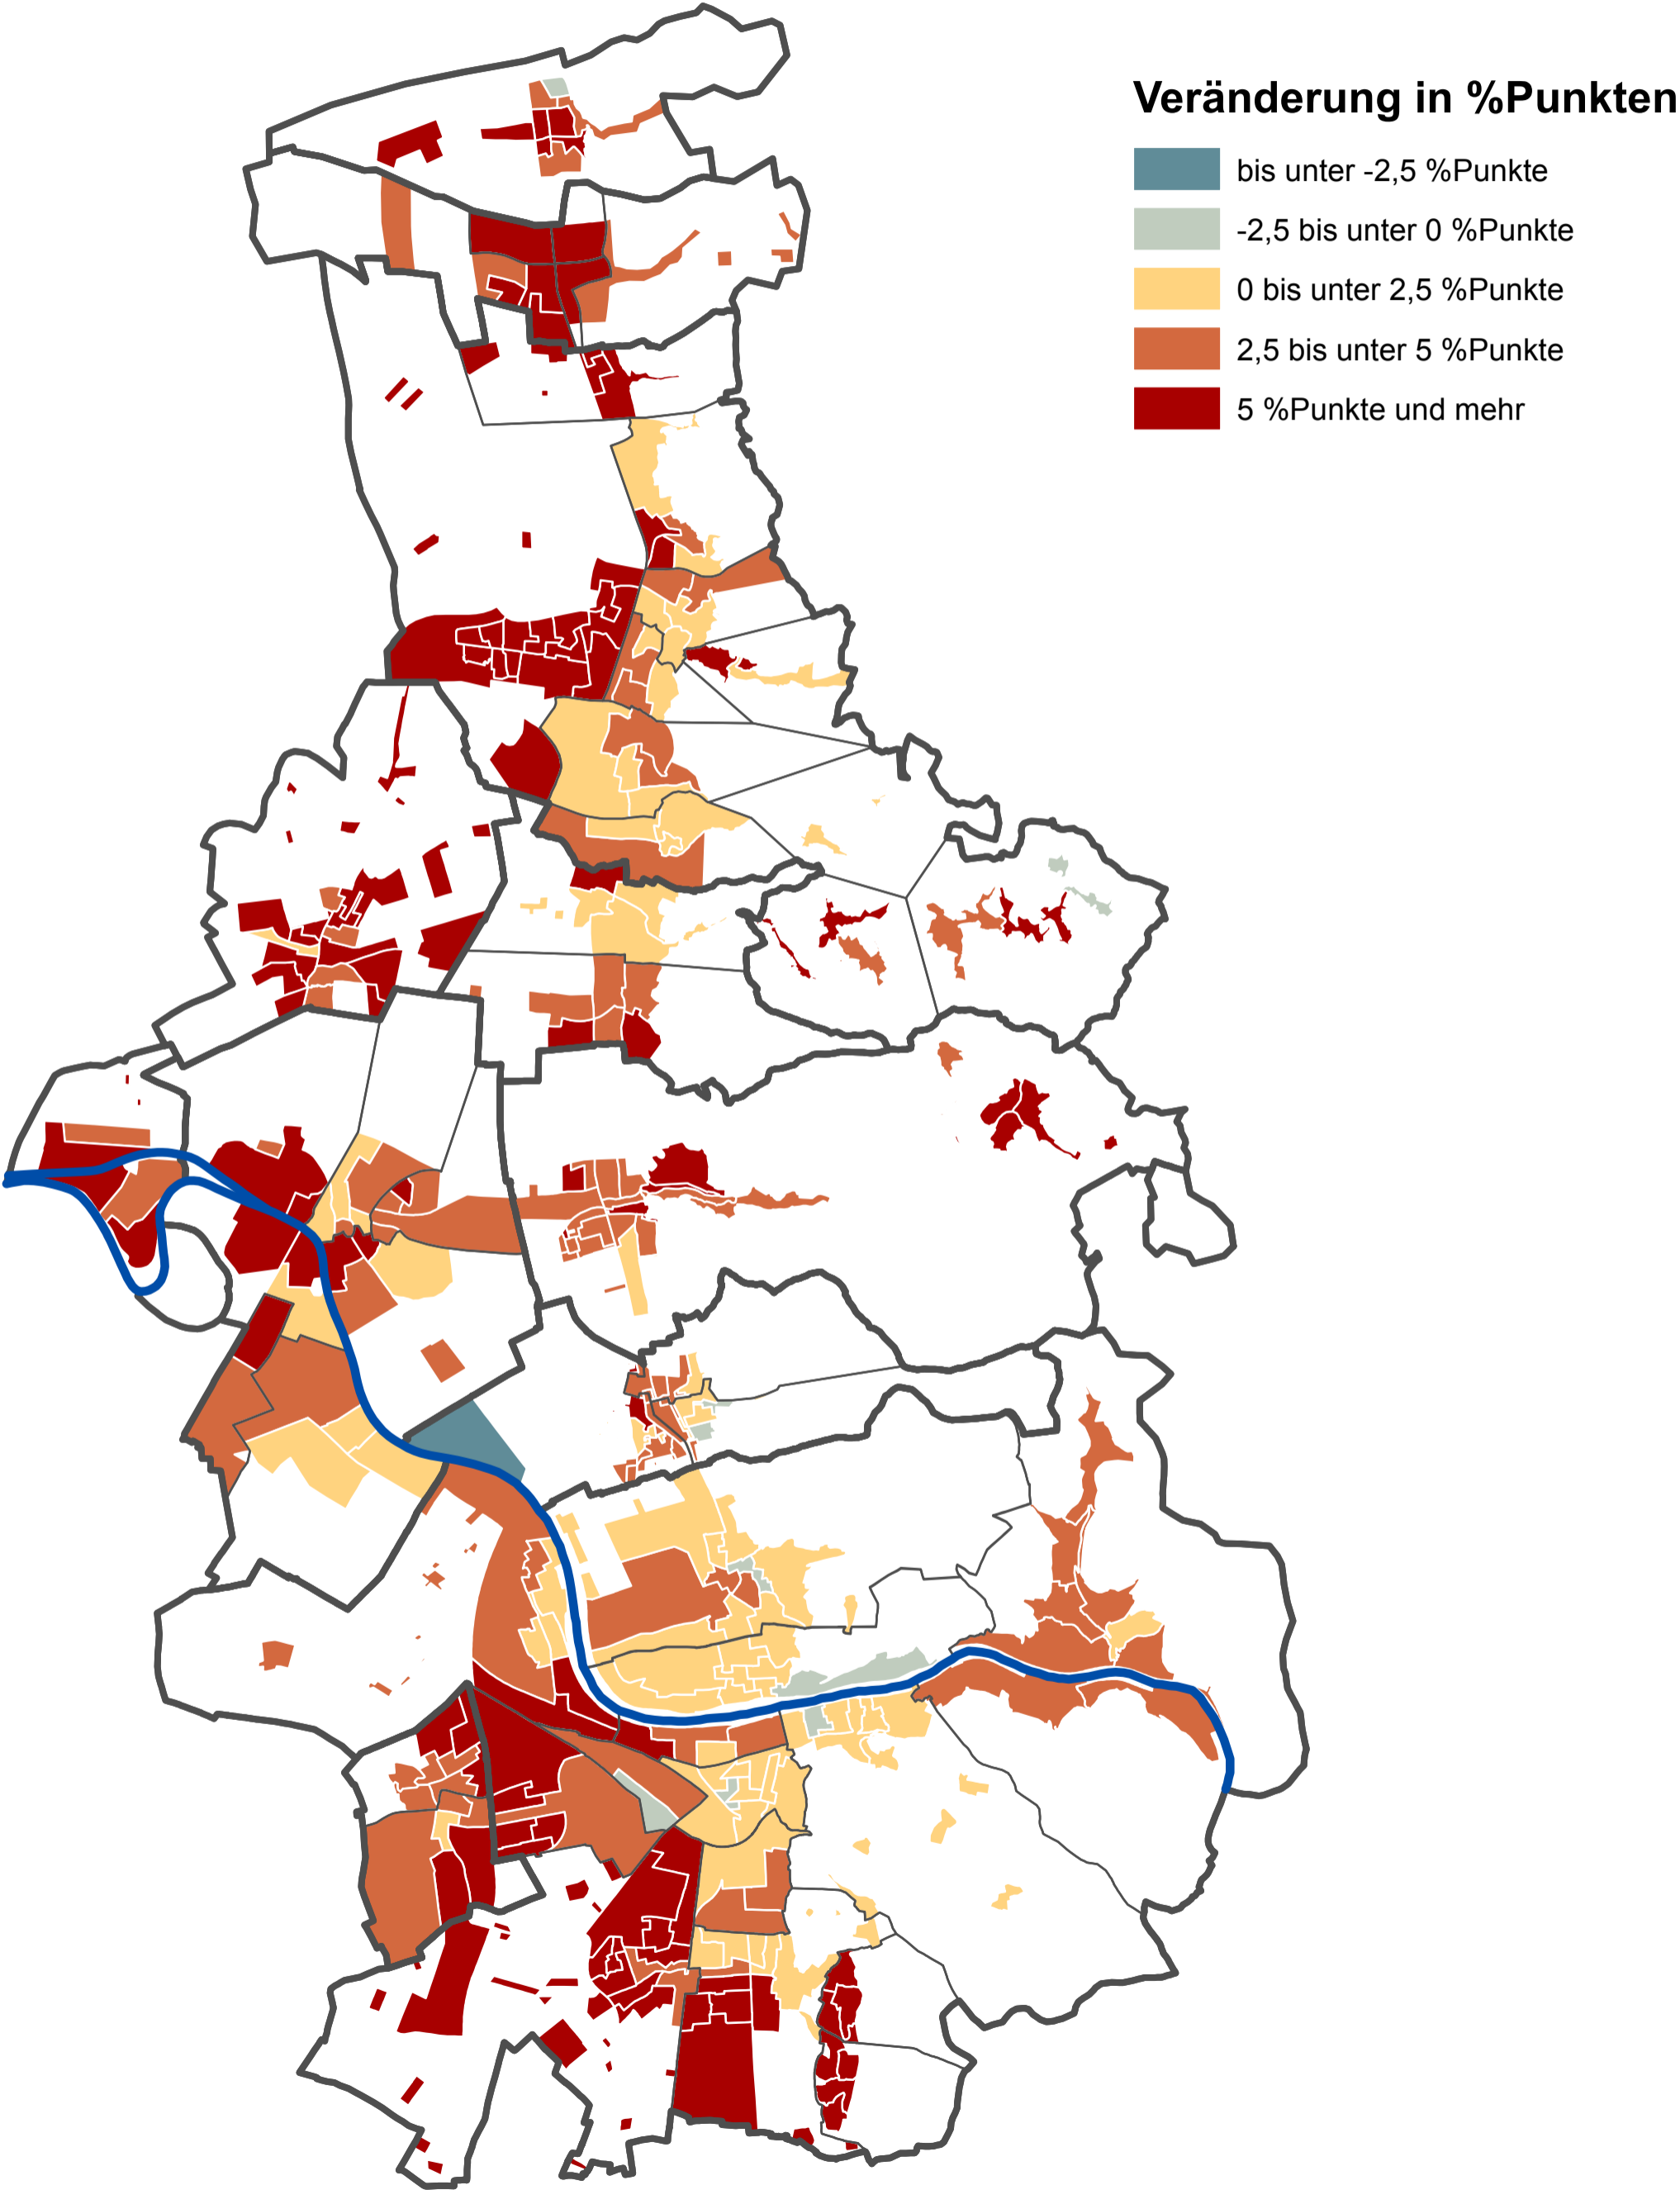 Veränderung in %Punkten
bis unter -2,5 %Punkte
-2,5 bis unter 0 %Punkte
0 bis unter 2,5 %Punkte
2,5 bis unter 5 %Punkte
5 %Punkte und mehr